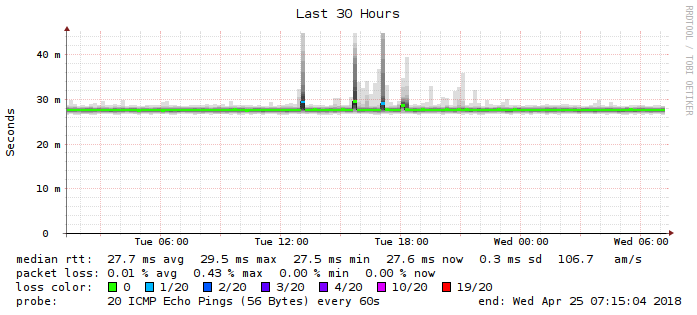 Last 30 Hours
RRDTOOL / TOBI OETIKER
Seconds
40 m
30 m
20 m
10 m
0
Tue 06:00 Tue 12:00 Tue 18:00 Wed 00:00 Wed 06:00
median rtt: 27.7 ms avg 29.5 ms max 27.5 ms min 27.6 ms now 0.3 ms sd 106.7 am/s
packet loss: 0.01 % avg 0.43 % max 0.00 % min 0.00 % now
loss color: 0 1/20 2/20 3/20 4/20 10/20 19/20
probe: 20 ICMP Echo Pings (56 Bytes) every 60s end: Wed Apr 25 07:15:04 2018